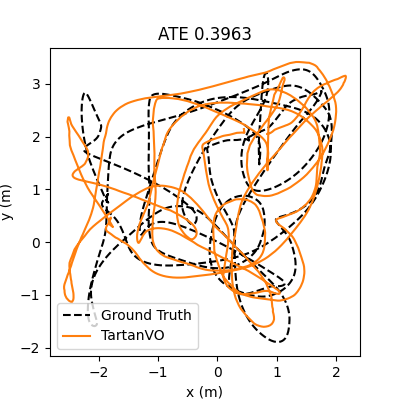 ATE 0.3963
y (m)
3
2
1
0
−1
−2
Ground Truth
TartanVO
−2 −1 0 1 2
x (m)